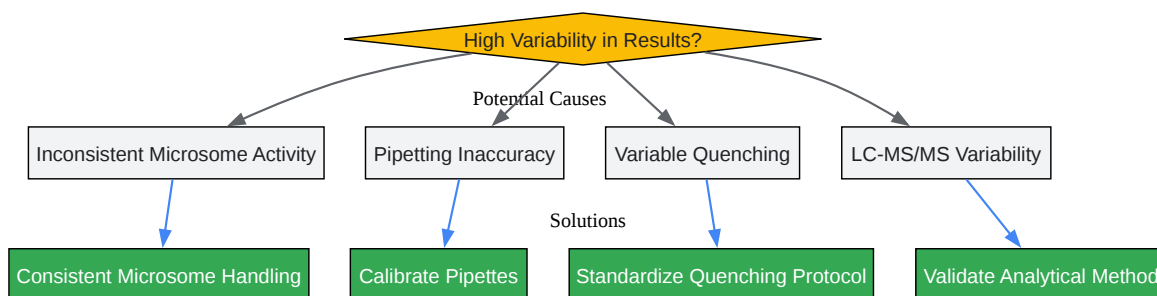 High Variability in Results?
Potential Causes
Inconsistent Microsome Activity
Pipetting Inaccuracy
Variable Quenching
LC-MS/MS Variability
Solutions
Consistent Microsome Handling
Calibrate Pipettes
Standardize Quenching Protocol
Validate Analytical Method